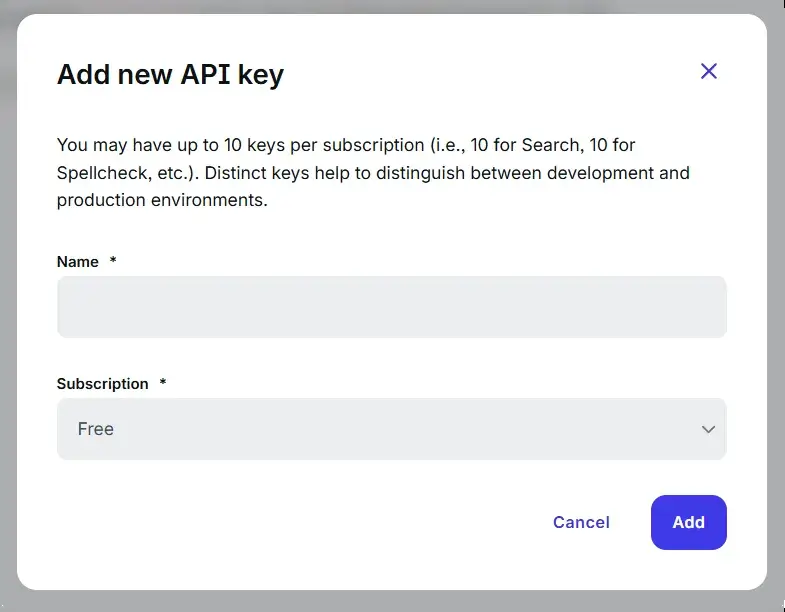 Add new API key
You may have up to 10 keys per subscription (i.e., 10 for Search, 10 for
Spellcheck, etc.). Distinct keys help to distinguish between development and
production environments.
Name *
Subscription *
Free
Cancel
Add